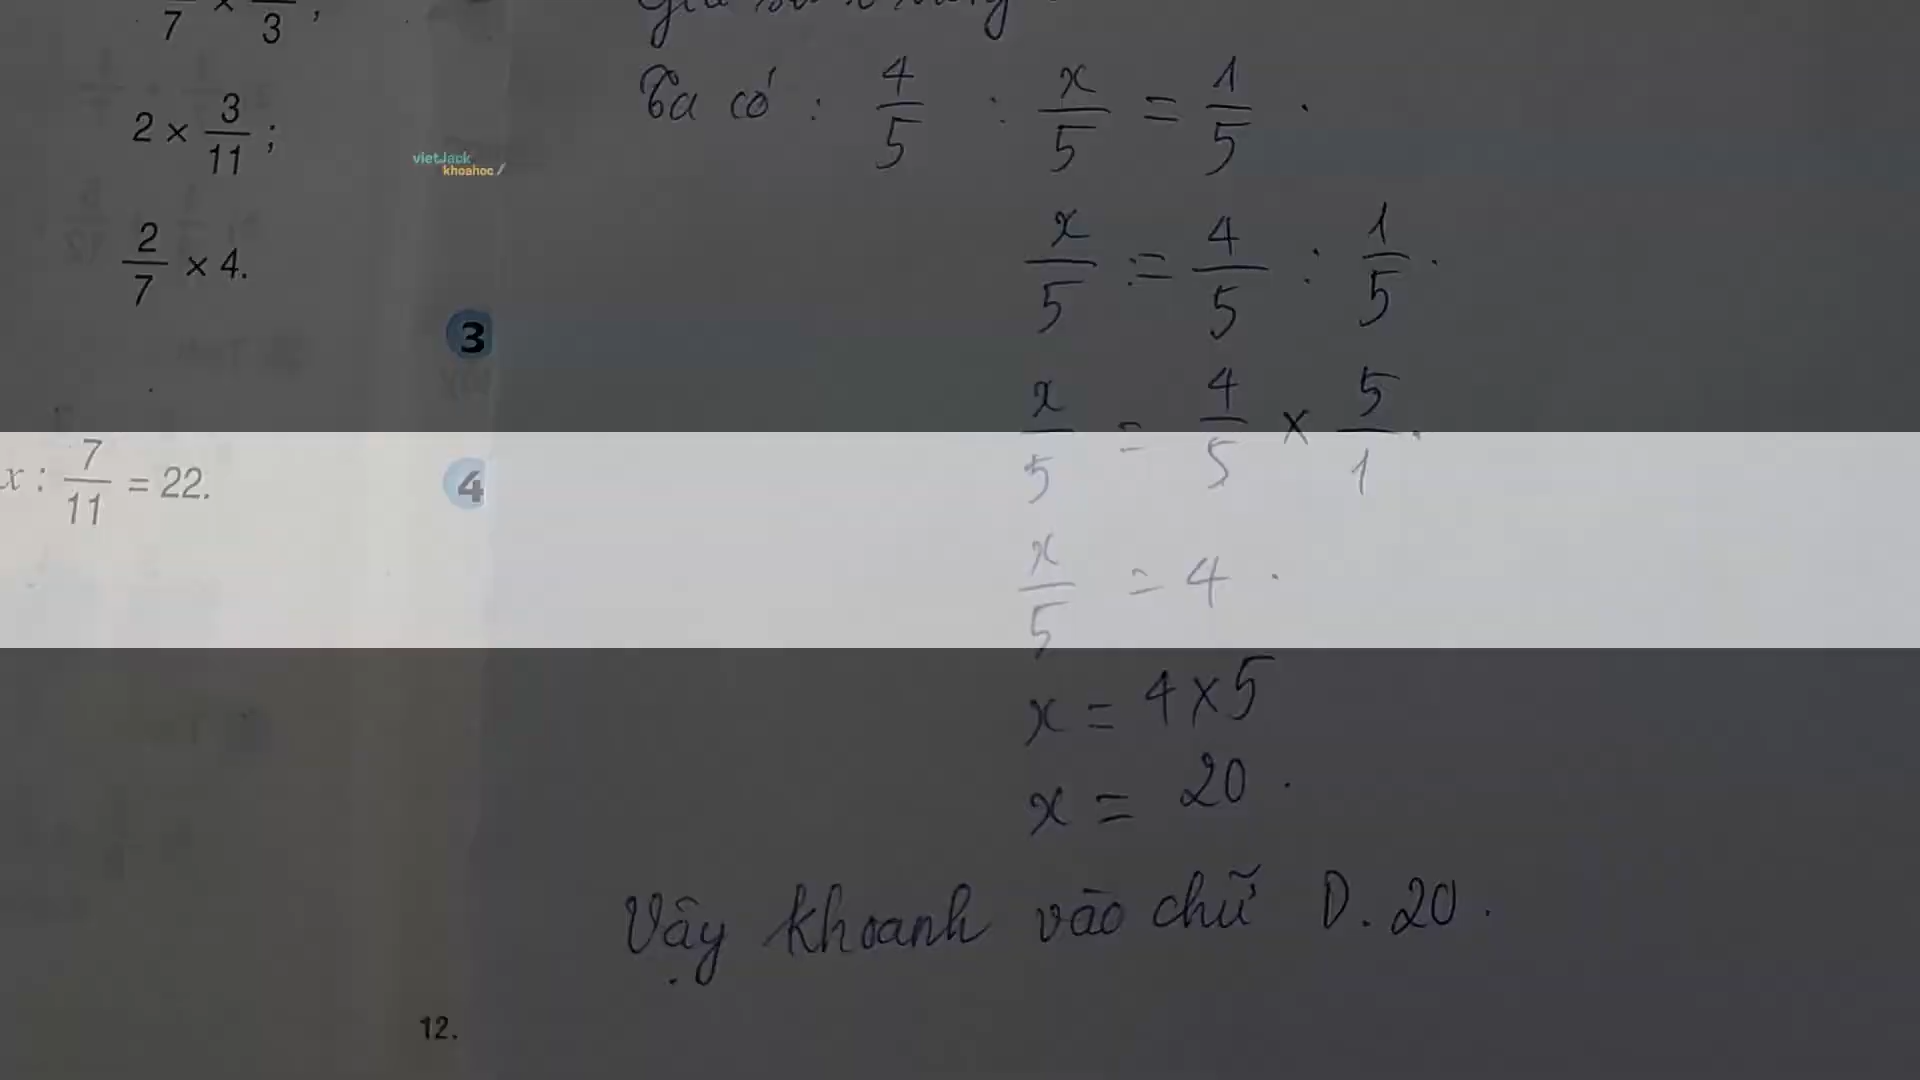 7 × 3 ;
2 × 3/11 ;
2/7 × 4.
x : 7/11 = 22.
vietJack
khoahoc
3
4
12.
Ta có : 4/5 : x/5 = 1/5 .
x/5 := 4/5 : 1/5 .
x/5 = 4/5 × 5/1 .
x/5 = 4 .
x = 4 × 5
x = 20 .
Vậy khoanh vào chữ D. 20 .